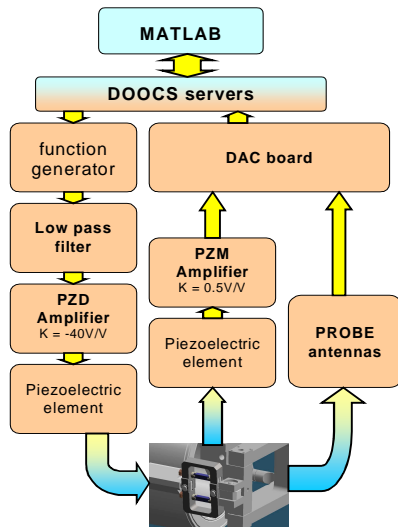 MATLAB
DOOCS servers
function
generator
DAC board
Low pass
filter
PZM
Amplifier
K = 0.5V/V
PZD
Amplifier
K = -40V/V
PROBE
antennas
Piezoelectric
element
Piezoelectric
element